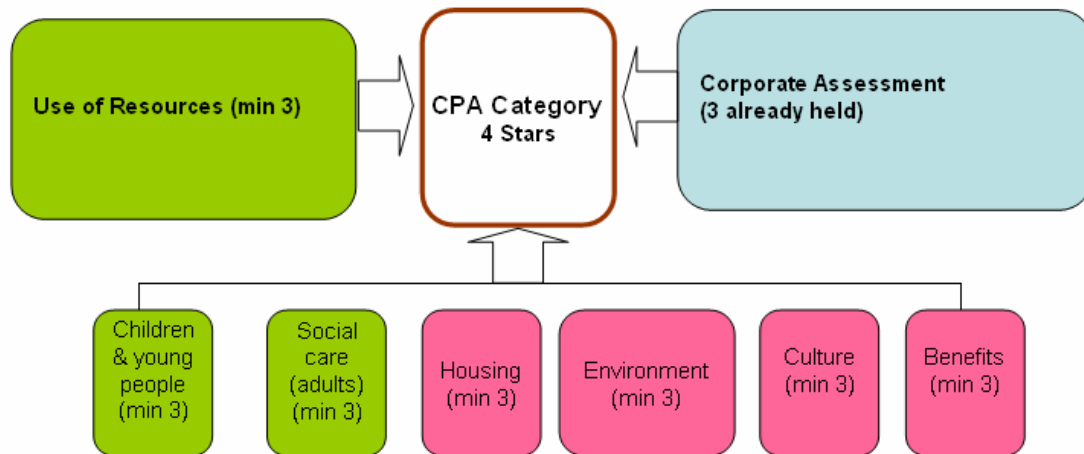 Use of Resources (min 3)
CPA Category
4 Stars
Corporate Assessment
(3 already held)
Children
& young
people
(min 3)
Social
care
(adults)
(min 3)
Housing
(min 3)
Environment
(min 3)
Culture
(min 3)
Benefits
(min 3)